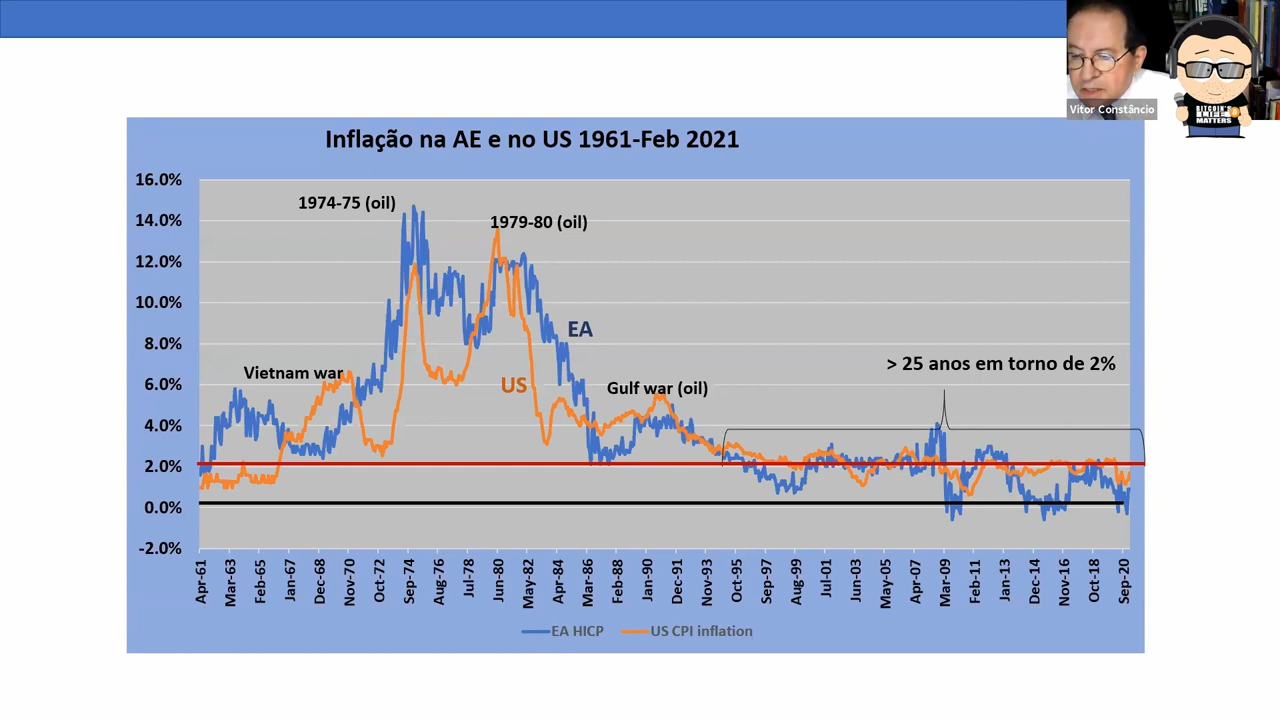 Vitor Constâncio
BITCOIN'S
MATTERS
Inflação na AE e no US 1961-Feb 2021
16.0%
14.0%
12.0%
10.0%
8.0%
6.0%
4.0%
2.0%
0.0%
-2.0%
1974-75 (oil)
1979-80 (oil)
EA
> 25 anos em torno de 2%
Vietnam war
US
Gulf war (oil)
Apr-61
Mar-63
Feb-65
Jan-67
Dec-68
Nov-70
Oct-72
Sep-74
Aug-76
Jul-78
Jun-80
May-82
Apr-84
Mar-86
Feb-88
Jan-90
Dec-91
Nov-93
Oct-95
Sep-97
Aug-99
Jul-01
Jun-03
May-05
Apr-07
Mar-09
Feb-11
Jan-13
Dec-14
Nov-16
Oct-18
Sep-20
EA HICP
US CPI inflation